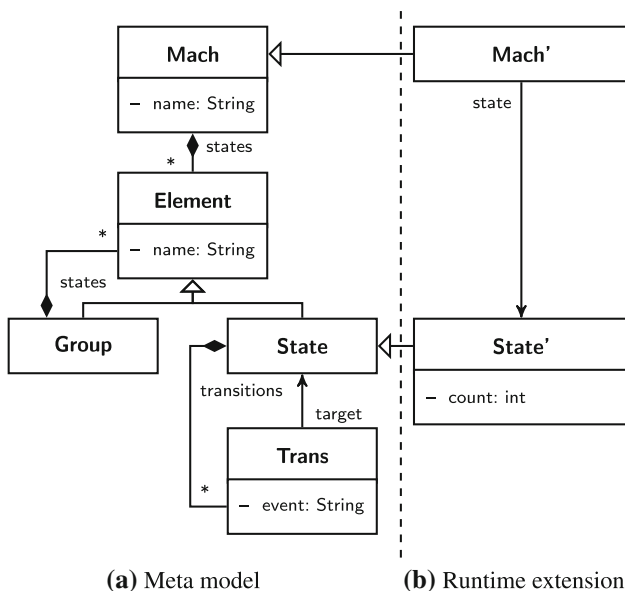 Mach
Mach'
– name: String
state
states
*
Element
– name: String
*
states
Group
State
State'
– count: int
transitions
target
Trans
*
– event: String
(a) Meta model
(b) Runtime extension